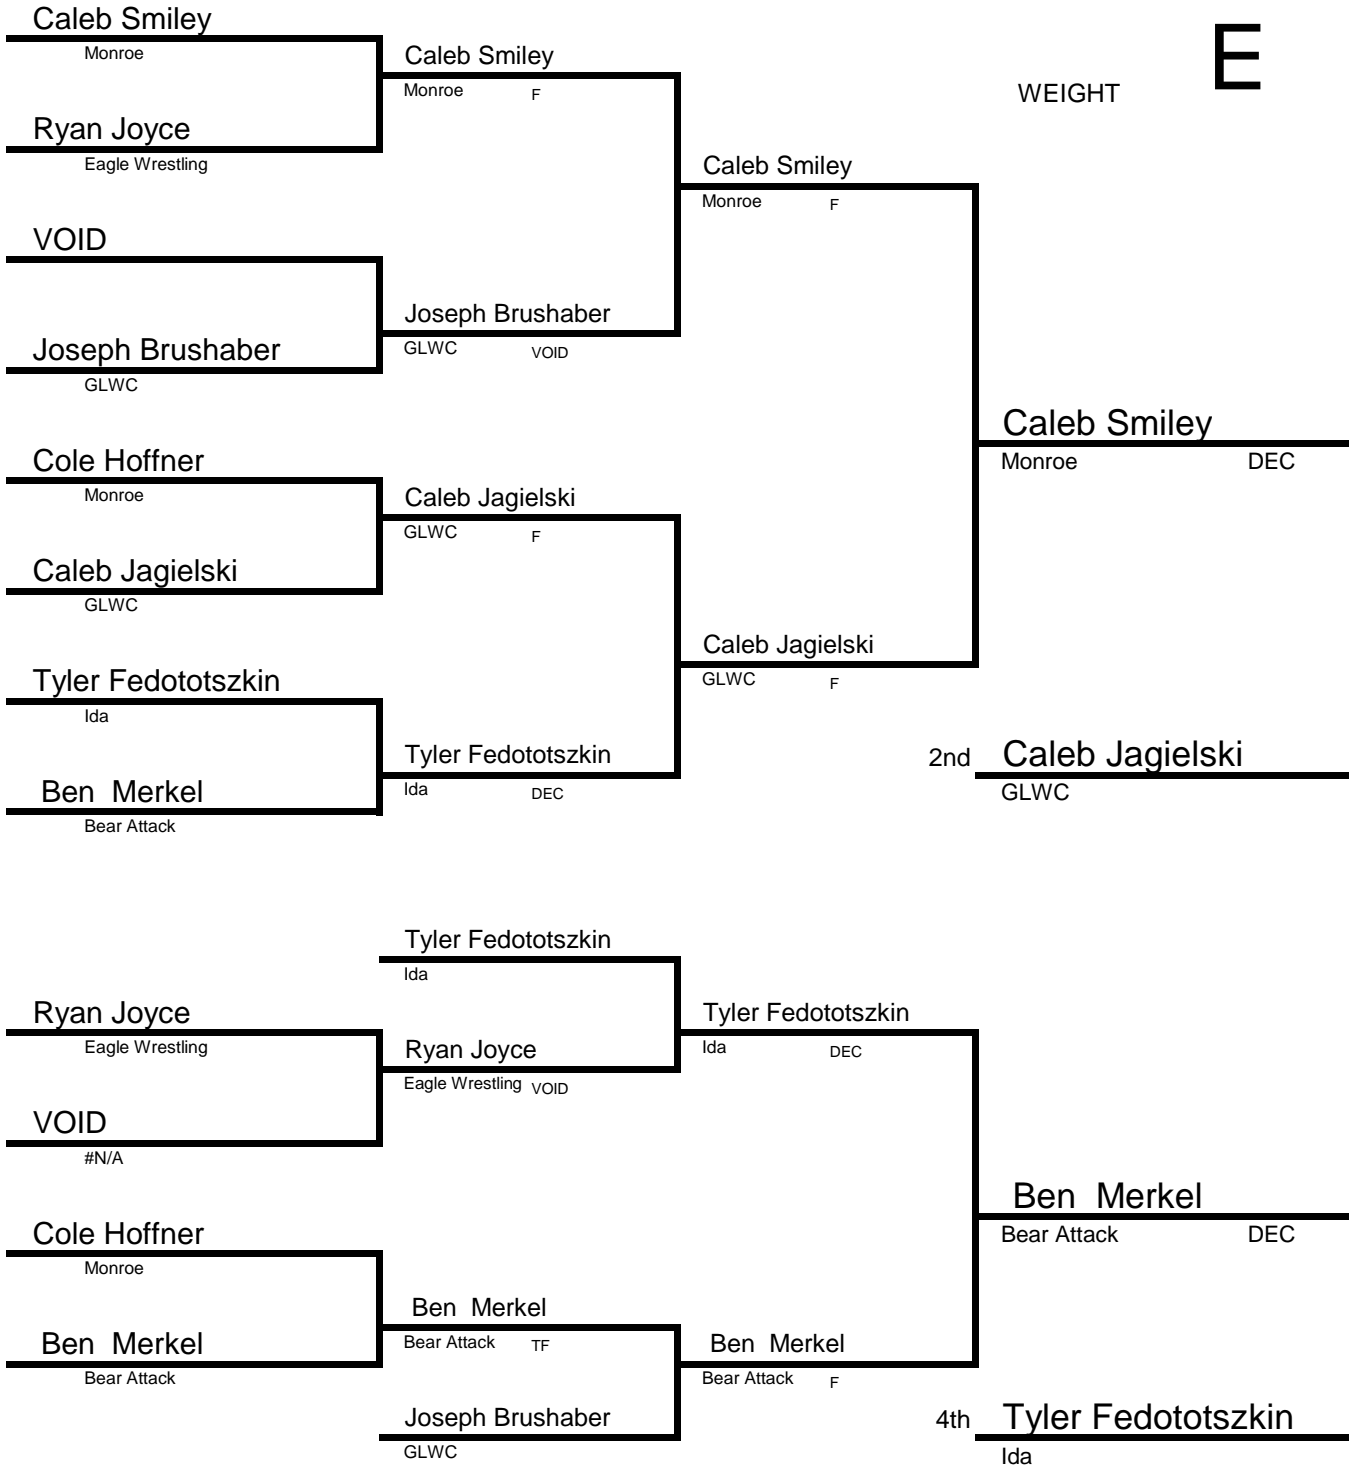 Caleb Smiley
Monroe
Caleb Smiley
Monroe F
E
WEIGHT
Ryan Joyce
Eagle Wrestling
Caleb Smiley
Monroe F
VOID
Joseph Brushaber
GLWC VOID
Joseph Brushaber
GLWC
Caleb Smiley
Monroe DEC
Cole Hoffner
Monroe
Caleb Jagielski
GLWC F
Caleb Jagielski
GLWC
Caleb Jagielski
GLWC F
Tyler Fedototszkin
Ida
Tyler Fedototszkin
Ida DEC
2nd Caleb Jagielski
GLWC
Ben Merkel
Bear Attack
Tyler Fedototszkin
Ida
Ryan Joyce
Eagle Wrestling
Tyler Fedototszkin
Ida DEC
Ryan Joyce
Eagle Wrestling VOID
VOID
#N/A
Ben Merkel
Bear Attack DEC
Cole Hoffner
Monroe
Ben Merkel
Bear Attack TF
Ben Merkel
Bear Attack
Ben Merkel
Bear Attack F
Joseph Brushaber
GLWC
4th Tyler Fedototszkin
Ida